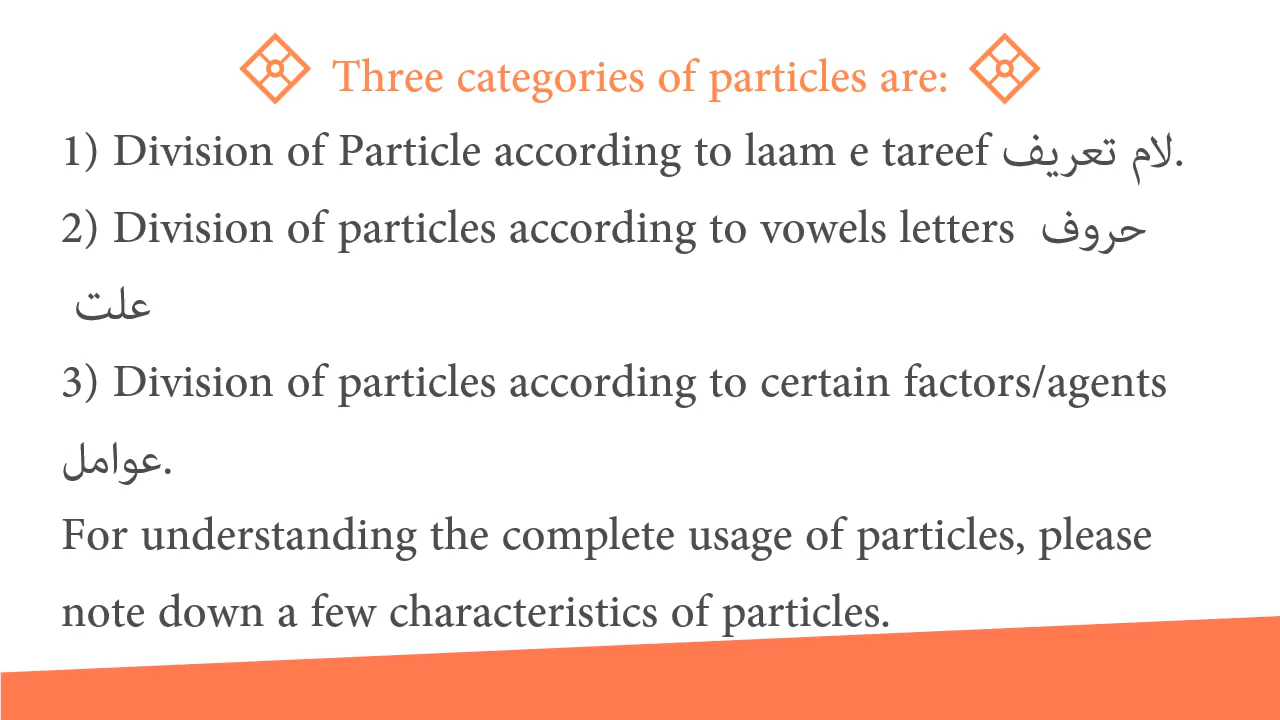 Three categories of particles are:
1) Division of Particle according to laam e tareef لام تعريف.
2) Division of particles according to vowels letters حروف
علت
3) Division of particles according to certain factors/agents
عوامل.
For understanding the complete usage of particles, please
note down a few characteristics of particles.